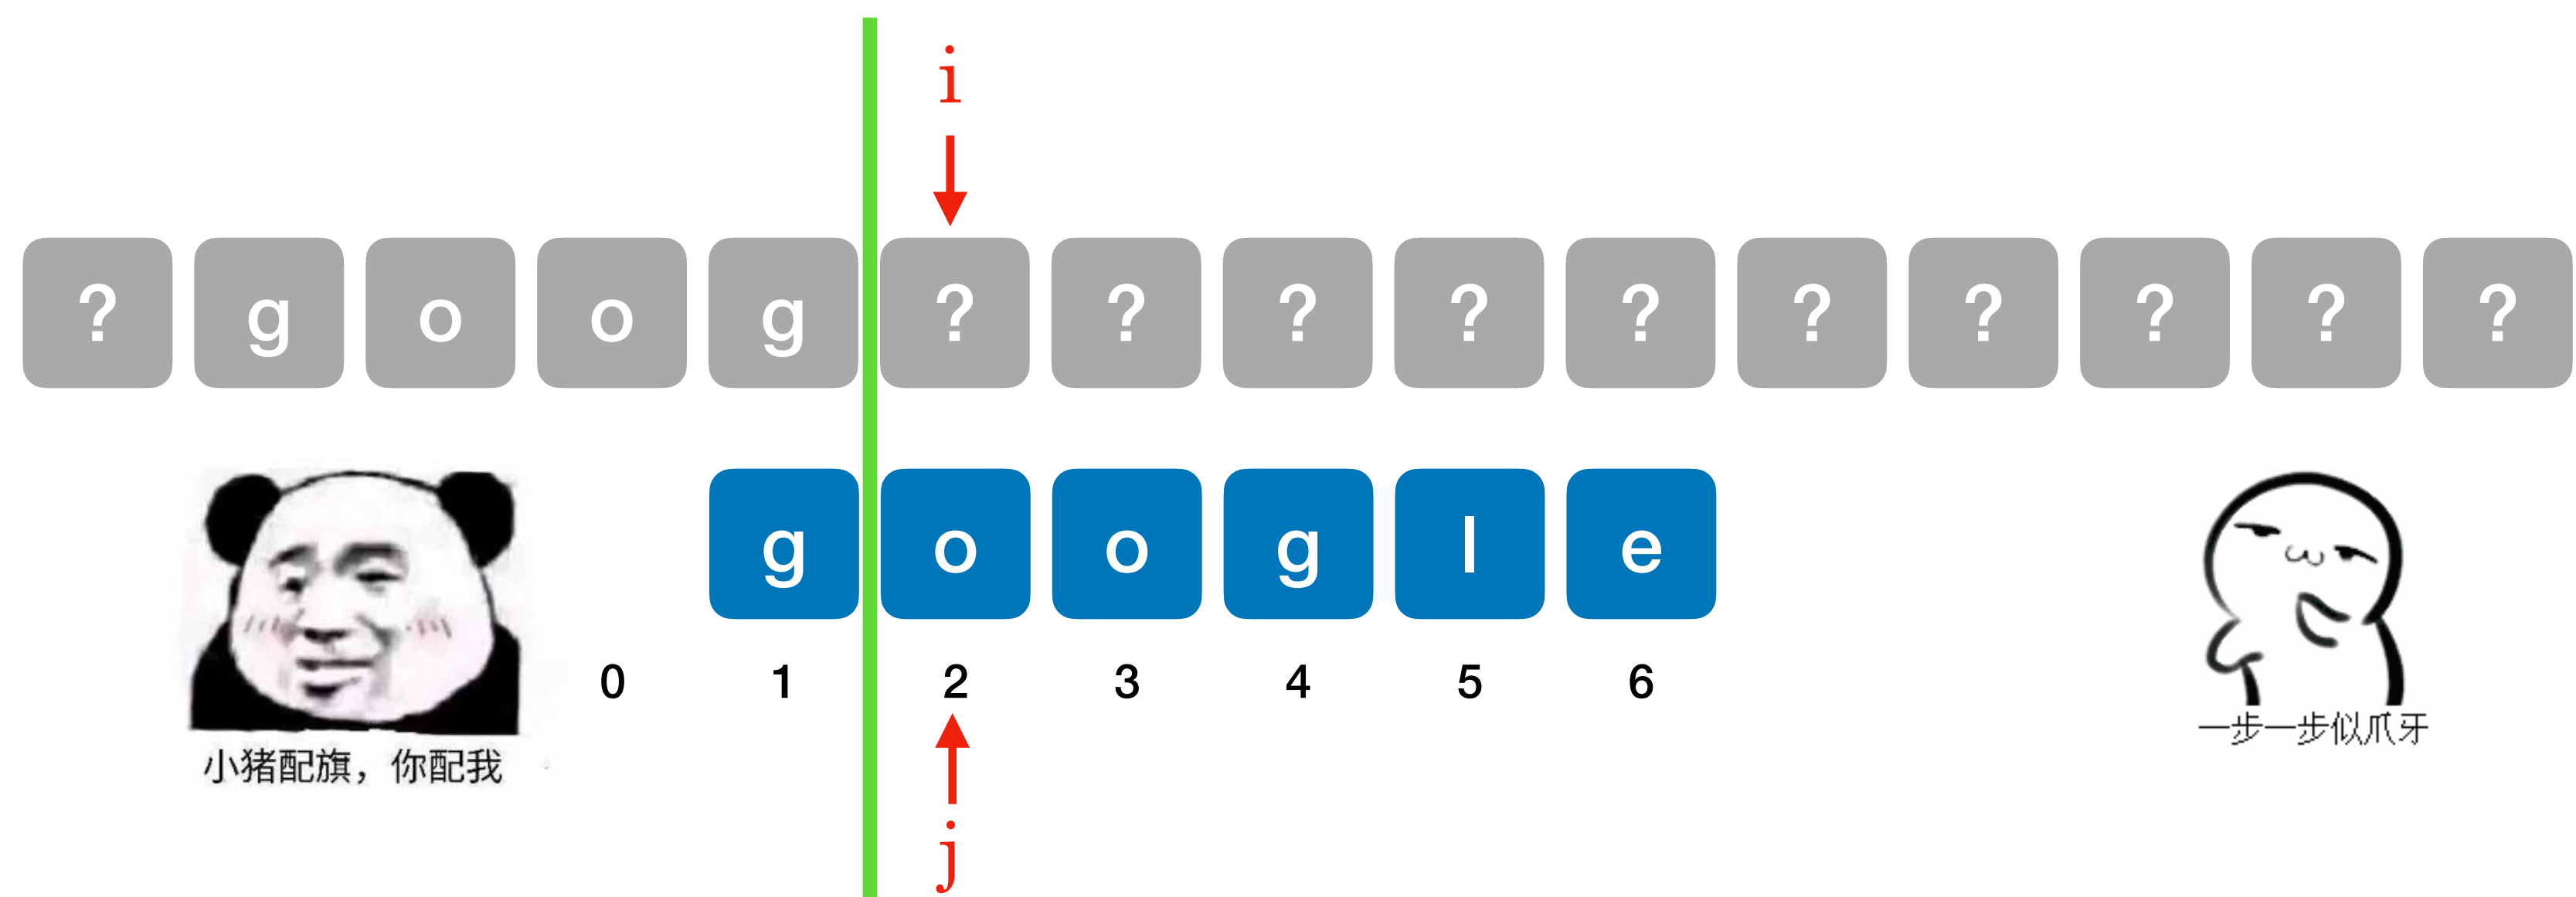 i
? g o o g ? ? ? ? ? ? ? ? ? ?
g o o g l e
0 1 2 3 4 5 6
小猪配旗，你配我
一步一步似爪牙
j